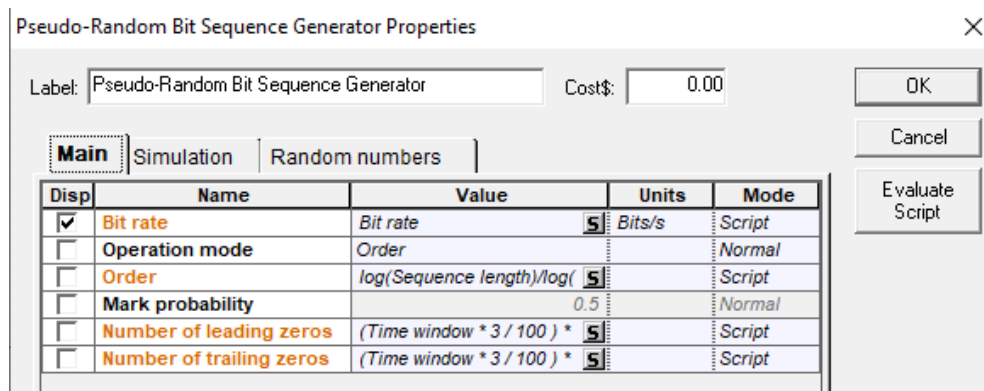 Pseudo-Random Bit Sequence Generator Properties
Label: Pseudo-Random Bit Sequence Generator Cost$: 0.00 OK
Cancel
Main Simulation Random numbers
Evaluate Script
Disp Name Value Units Mode
Bit rate Bit rate S Bits/s Script
Operation mode Order Normal
Order log(Sequence length)/log( S Script
Mark probability 0.5 Normal
Number of leading zeros (Time window * 3 / 100 ) * S Script
Number of trailing zeros (Time window * 3 / 100 ) * S Script